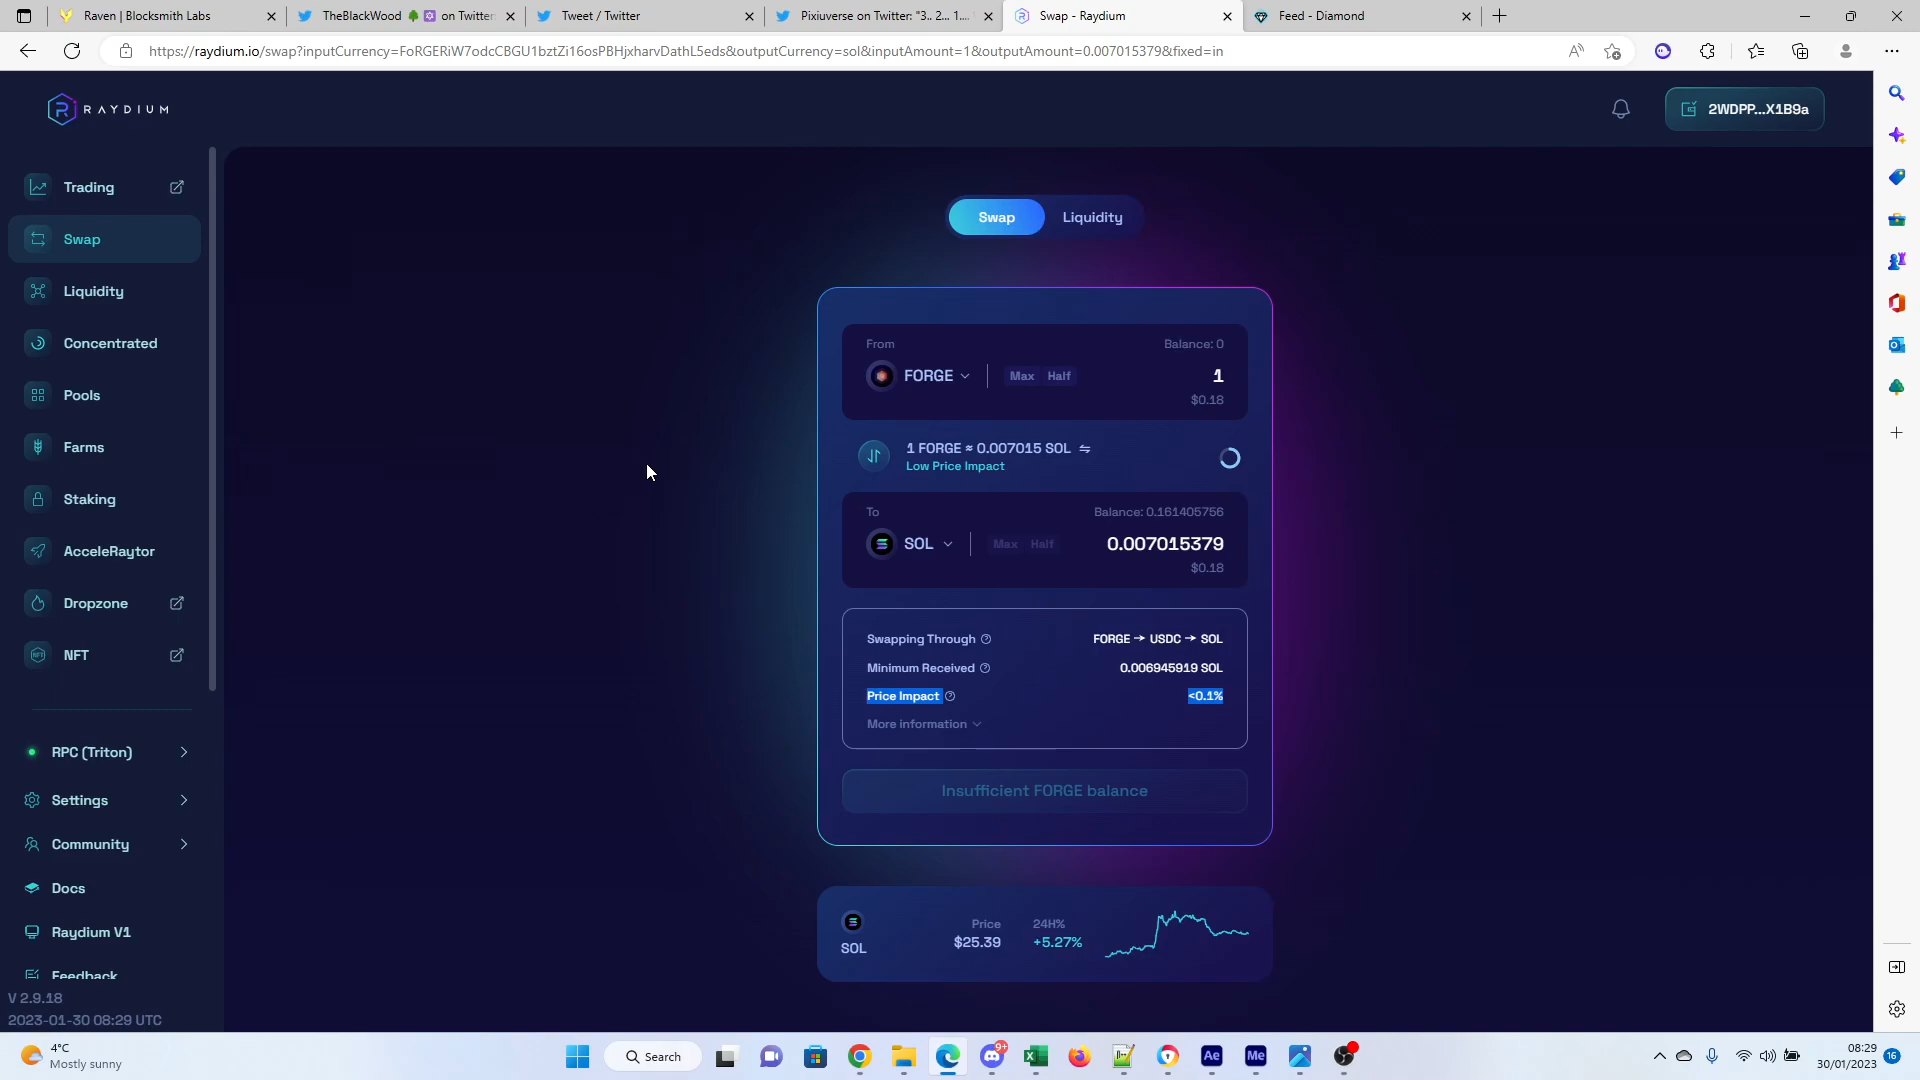 Raven | Blocksmith Labs
TheBlackWood 🌲🔯 on Twitter
Tweet / Twitter
Pixiuverse on Twitter: "3.. 2... 1....
Swap - Raydium
Feed - Diamond
https://raydium.io/swap?inputCurrency=FoRGERiW7odcCBGU1bztZi16osPBHjxharvDathL5eds&outputCurrency=sol&inputAmount=1&outputAmount=0.007015379&fixed=in
RAYDIUM
2WDPP...X1B9a
Trading
Swap
Liquidity
Concentrated
Pools
Farms
Staking
AcceleRaytor
Dropzone
NFT
RPC (Triton)
Settings
Community
Docs
Raydium V1
Feedback
V 2.9.18
2023-01-30 08:29 UTC
Swap
Liquidity
From
Balance: 0
FORGE
Max Half
1
$0.18
1 FORGE ≈ 0.007015 SOL ⇋
Low Price Impact
To
Balance: 0.161405756
SOL
Max Half
0.007015379
$0.18
Swapping Through
FORGE → USDC → SOL
Minimum Received
0.006945919 SOL
Price Impact
<0.1%
More information
Insufficient FORGE balance
SOL
Price
$25.39
24H%
+5.27%
4°C
Mostly sunny
Search
9+
Ae
Me
08:29
30/01/2023
16